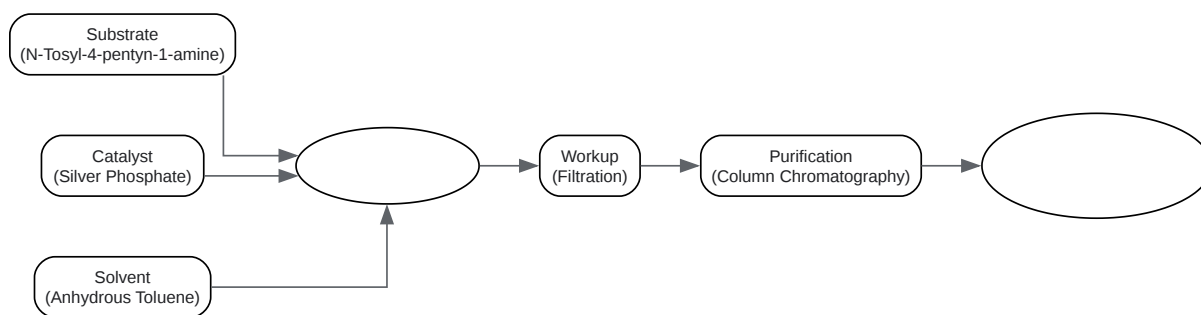 Substrate
(N-Tosyl-4-pentyn-1-amine)
Catalyst
(Silver Phosphate)
Solvent
(Anhydrous Toluene)
Workup
(Filtration)
Purification
(Column Chromatography)